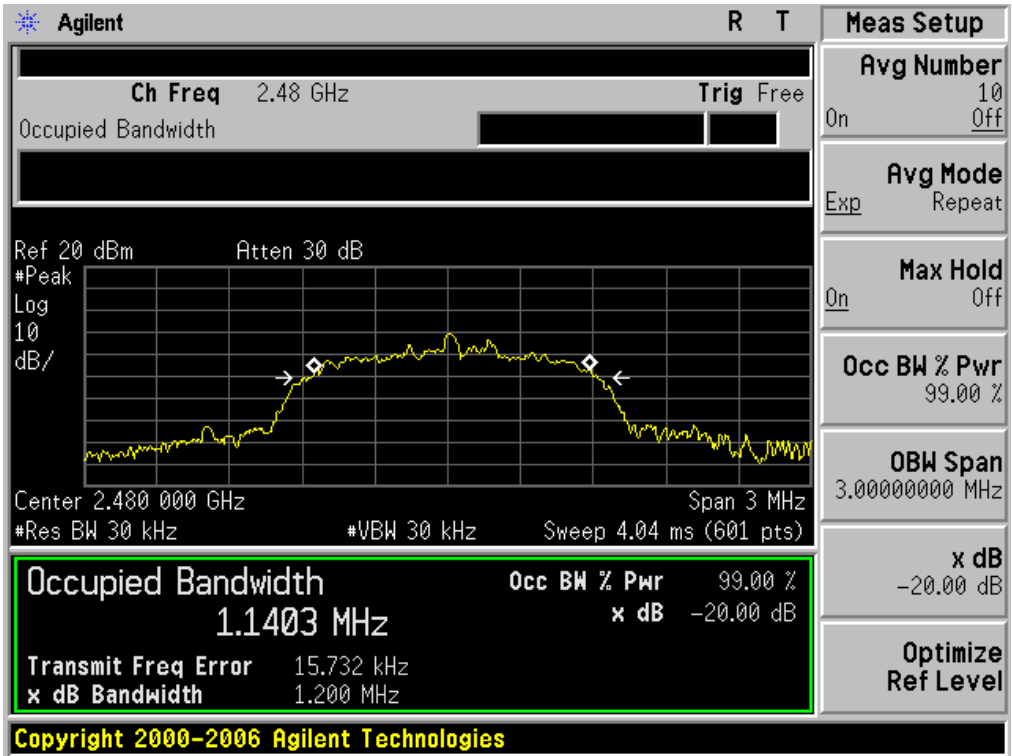 Agilent R T
Ch Freq 2.48 GHz Trig Free
Occupied Bandwidth
Ref 20 dBm Atten 30 dB
#Peak
Log
10
dB/
Center 2.480 000 GHz Span 3 MHz
#Res BW 30 kHz #VBW 30 kHz Sweep 4.04 ms (601 pts)
Occupied Bandwidth Occ BW % Pwr 99.00 %
1.1403 MHz x dB -20.00 dB
Transmit Freq Error 15.732 kHz
x dB Bandwidth 1.200 MHz
Copyright 2000-2006 Agilent Technologies
Meas Setup
Avg Number
10
On Off
Avg Mode
Exp Repeat
Max Hold
On Off
Occ BW % Pwr
99.00 %
OBW Span
3.00000000 MHz
x dB
-20.00 dB
Optimize
Ref Level